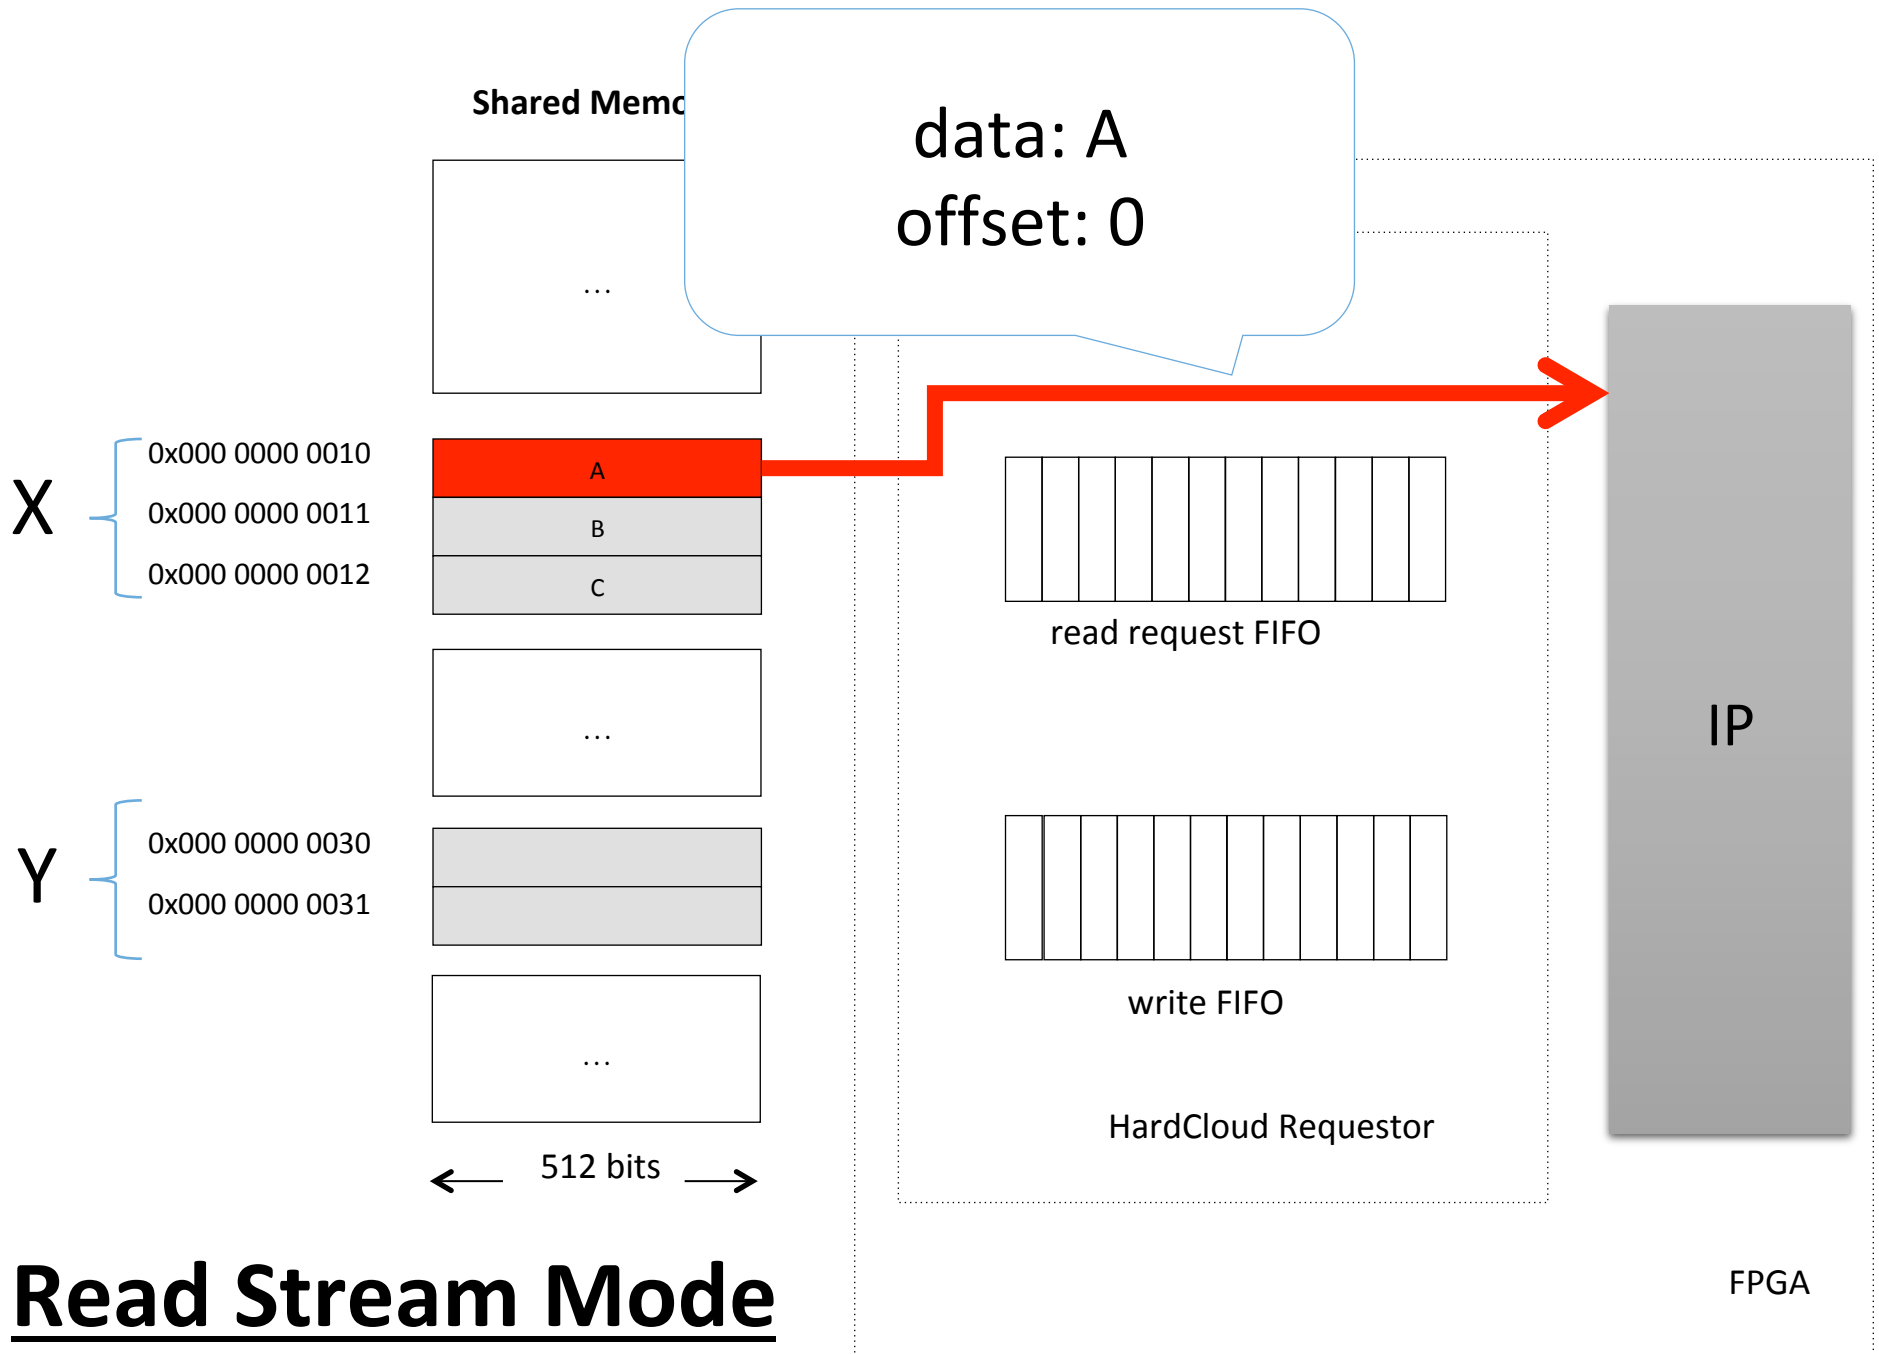 Shared Memo
data: A
offset: 0
...
X
0x000 0000 0010
0x000 0000 0011
0x000 0000 0012
A
B
C
read request FIFO
...
IP
Y
0x000 0000 0030
0x000 0000 0031
write FIFO
...
HardCloud Requestor
512 bits
Read Stream Mode
FPGA